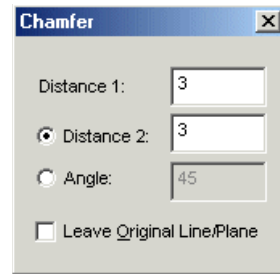 Chamfer
Distance 1: 3
Distance 2: 3
Angle: 45
Leave Original Line/Plane